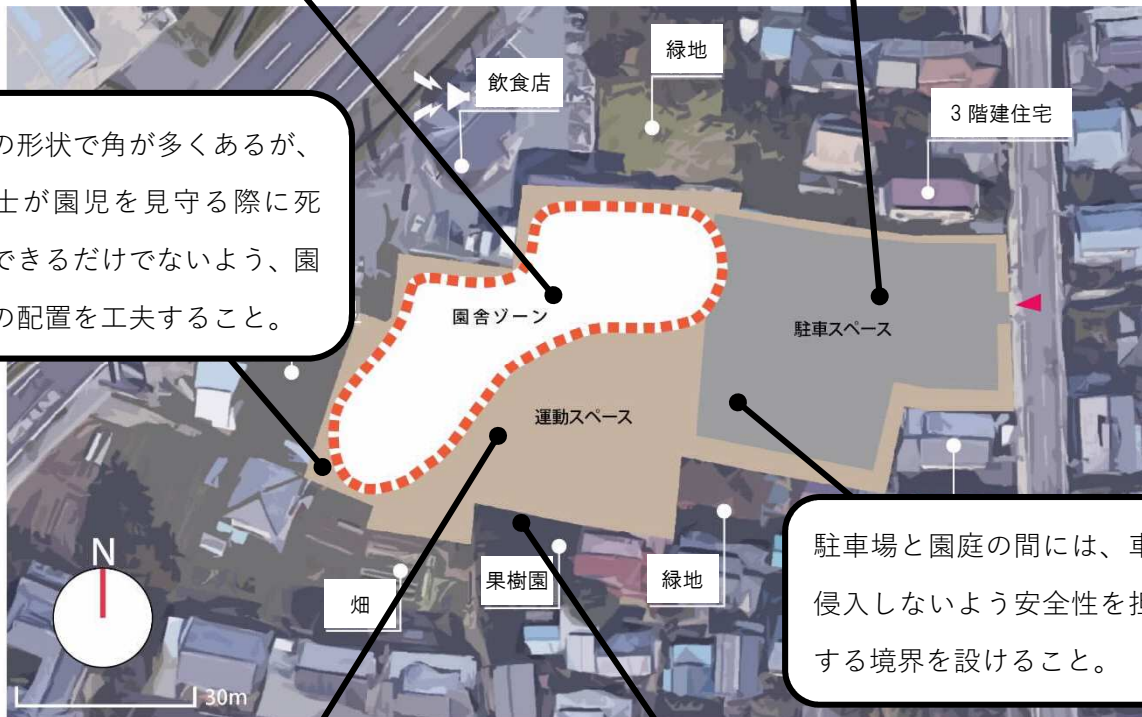 緑地
飲食店
3階建住宅
の形状で角が多くあるが、
士が園児を見守る際に死
できるだけでないよう、園
の配置を工夫すること。
園舎ゾーン
駐車スペース
運動スペース
駐車場と園庭の間には、車
侵入しないよう安全性を担
する境界を設けること。
果樹園
緑地
畑
N
30m